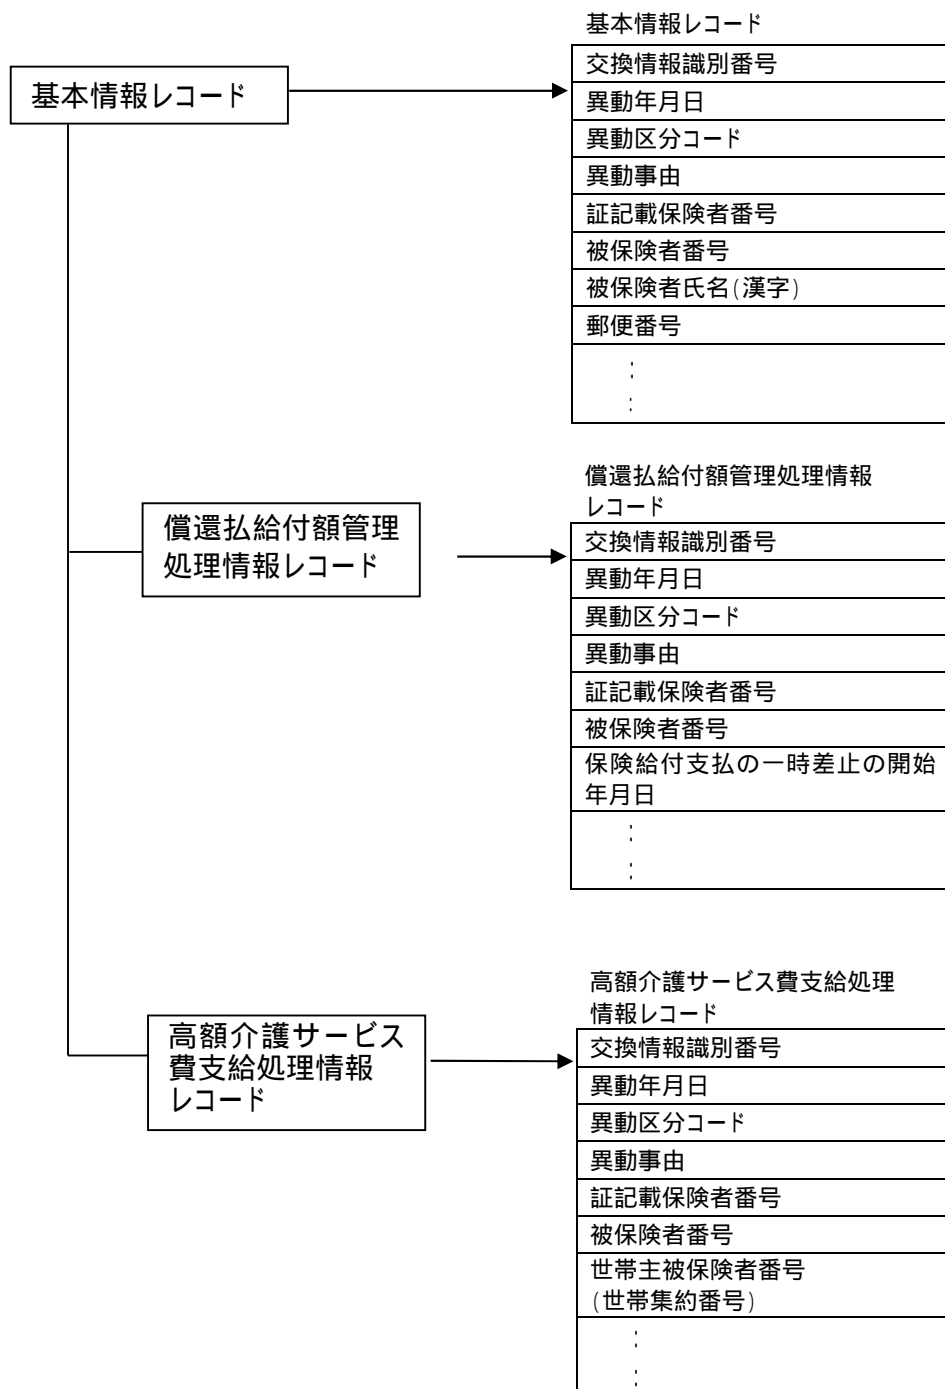 基本情報レコード
基本情報レコード
交換情報識別番号
異動年月日
異動区分コード
異動事由
証記載保険者番号
被保険者番号
被保険者氏名(漢字)
郵便番号
:
:
償還払給付額管理
処理情報レコード
償還払給付額管理処理情報
レコード
交換情報識別番号
異動年月日
異動区分コード
異動事由
証記載保険者番号
被保険者番号
保険給付支払の一時差止の開始
年月日
:
:
高額介護サービス
費支給処理情報
レコード
高額介護サービス費支給処理
情報レコード
交換情報識別番号
異動年月日
異動区分コード
異動事由
証記載保険者番号
被保険者番号
世帯主被保険者番号
(世帯集約番号)
:
: